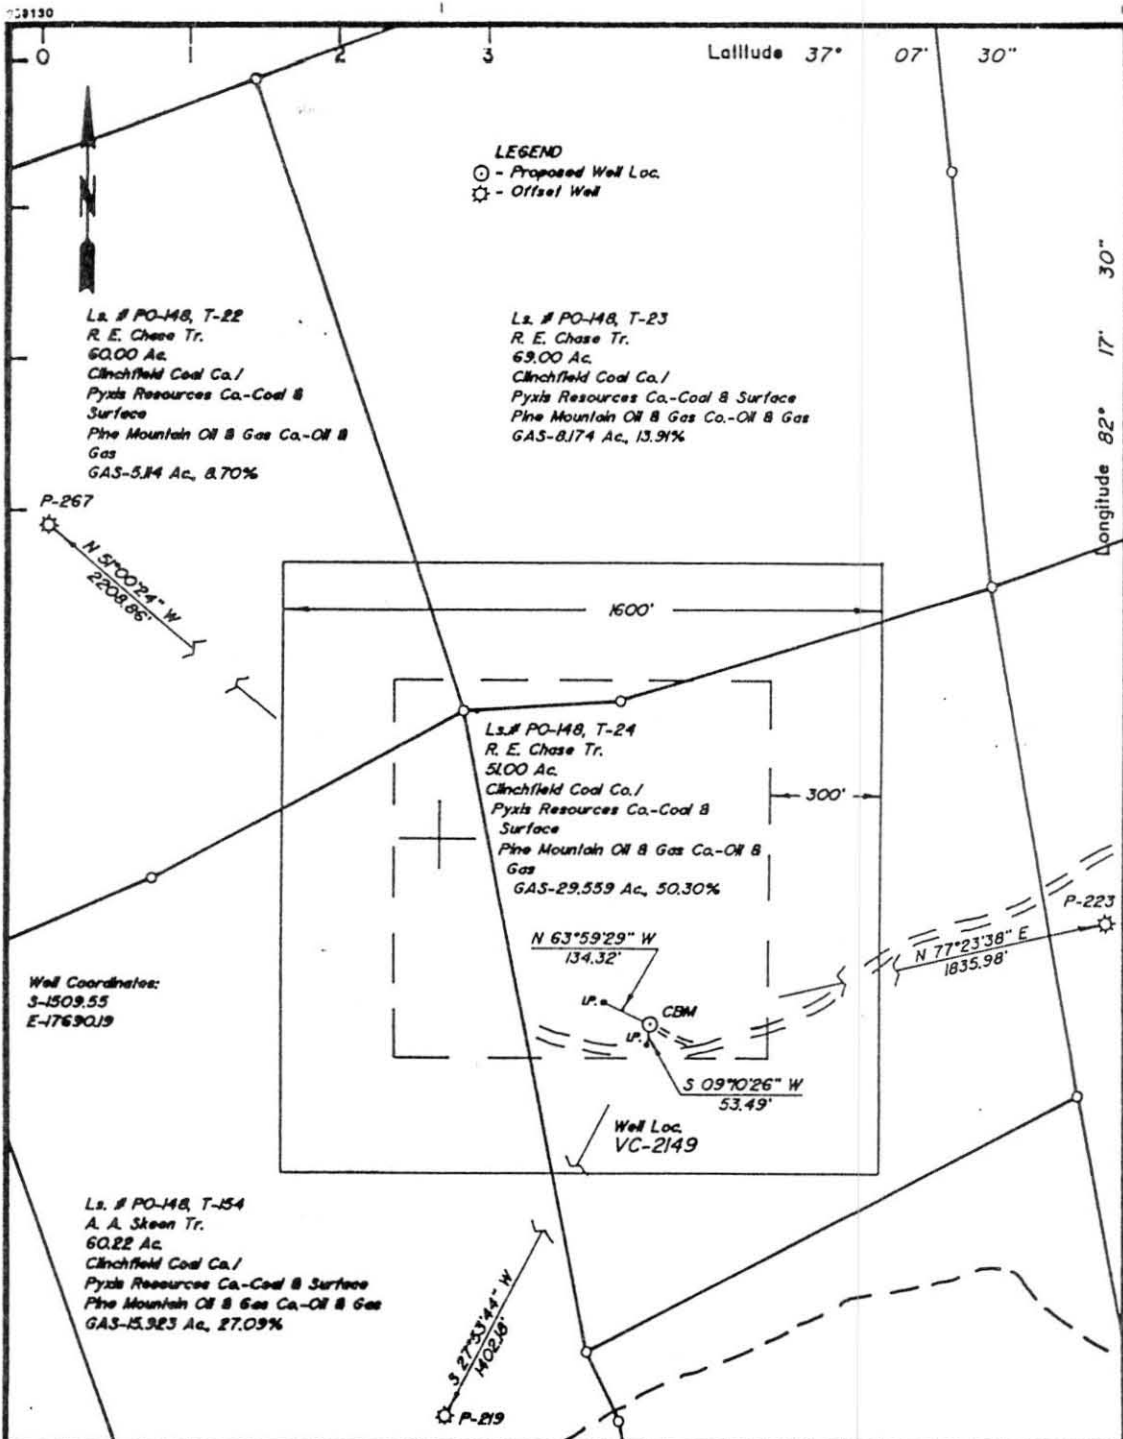 0 1 2 3 Latitude 37° 07' 30"
LEGEND
- Proposed Well Loc.
- Offset Well
N
Longitude 82° 17' 30"
Ls. # PO-148, T-22
R. E. Chase Tr.
60.00 Ac.
Clinchfield Coal Co./
Pyxis Resources Co.-Coal &
Surface
Pine Mountain Oil & Gas Co.-Oil &
Gas
GAS-5.114 Ac., 8.70%
Ls. # PO-148, T-23
R. E. Chase Tr.
69.00 Ac.
Clinchfield Coal Co./
Pyxis Resources Co.-Coal & Surface
Pine Mountain Oil & Gas Co.-Oil & Gas
GAS-8.174 Ac., 13.91%
P-267
N 51°00'24" W
2208.86'
1600'
Ls.# PO-148, T-24
R. E. Chase Tr.
51.00 Ac.
Clinchfield Coal Co./
Pyxis Resources Co.-Coal &
Surface
Pine Mountain Oil & Gas Co.-Oil &
Gas
GAS-29.559 Ac., 50.30%
300'
P-223
N 77°23'38" E
1835.98'
N 63°59'29" W
134.32'
Well Coordinates:
S-1509.55
E-17690.19
I.P.
CBM
I.P.
S 09°10'26" W
53.49'
Well Loc.
VC-2149
Ls. # PO-148, T-154
A. A. Skeen Tr.
60.22 Ac.
Clinchfield Coal Co./
Pyxis Resources Co.-Coal & Surface
Pine Mountain Oil & Gas Co.-Oil & Gas
GAS-15.923 Ac., 27.09%
S 27°53'44" W
1402.18'
P-219